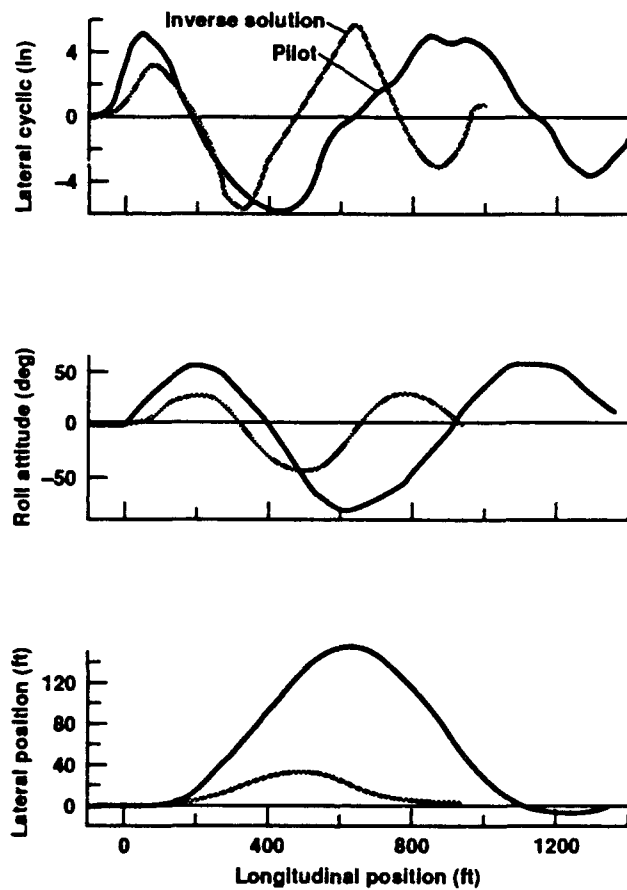 Inverse solution
Pilot
Lateral cyclic (in)
4
0
−4
Roll attitude (deg)
50
0
−50
Lateral position (ft)
120
80
40
0
0 400 800 1200
Longitudinal position (ft)